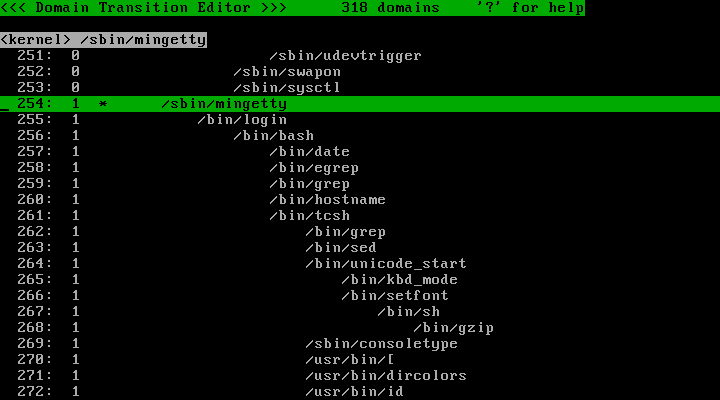 <<< Domain Transition Editor >>>      318 domains    '?' for help
<kernel> /sbin/mingetty
251:  0                     /sbin/udevtrigger
252:  0                 /sbin/swapon
253:  0                 /sbin/sysctl
_ 254:  1  *      /sbin/mingetty
255:  1             /bin/login
256:  1                 /bin/bash
257:  1                     /bin/date
258:  1                     /bin/egrep
259:  1                     /bin/grep
260:  1                     /bin/hostname
261:  1                     /bin/tcsh
262:  1                         /bin/grep
263:  1                         /bin/sed
264:  1                         /bin/unicode_start
265:  1                             /bin/kbd_mode
266:  1                             /bin/setfont
267:  1                                 /bin/sh
268:  1                                     /bin/gzip
269:  1                         /sbin/consoletype
270:  1                         /usr/bin/[
271:  1                         /usr/bin/dircolors
272:  1                         /usr/bin/id